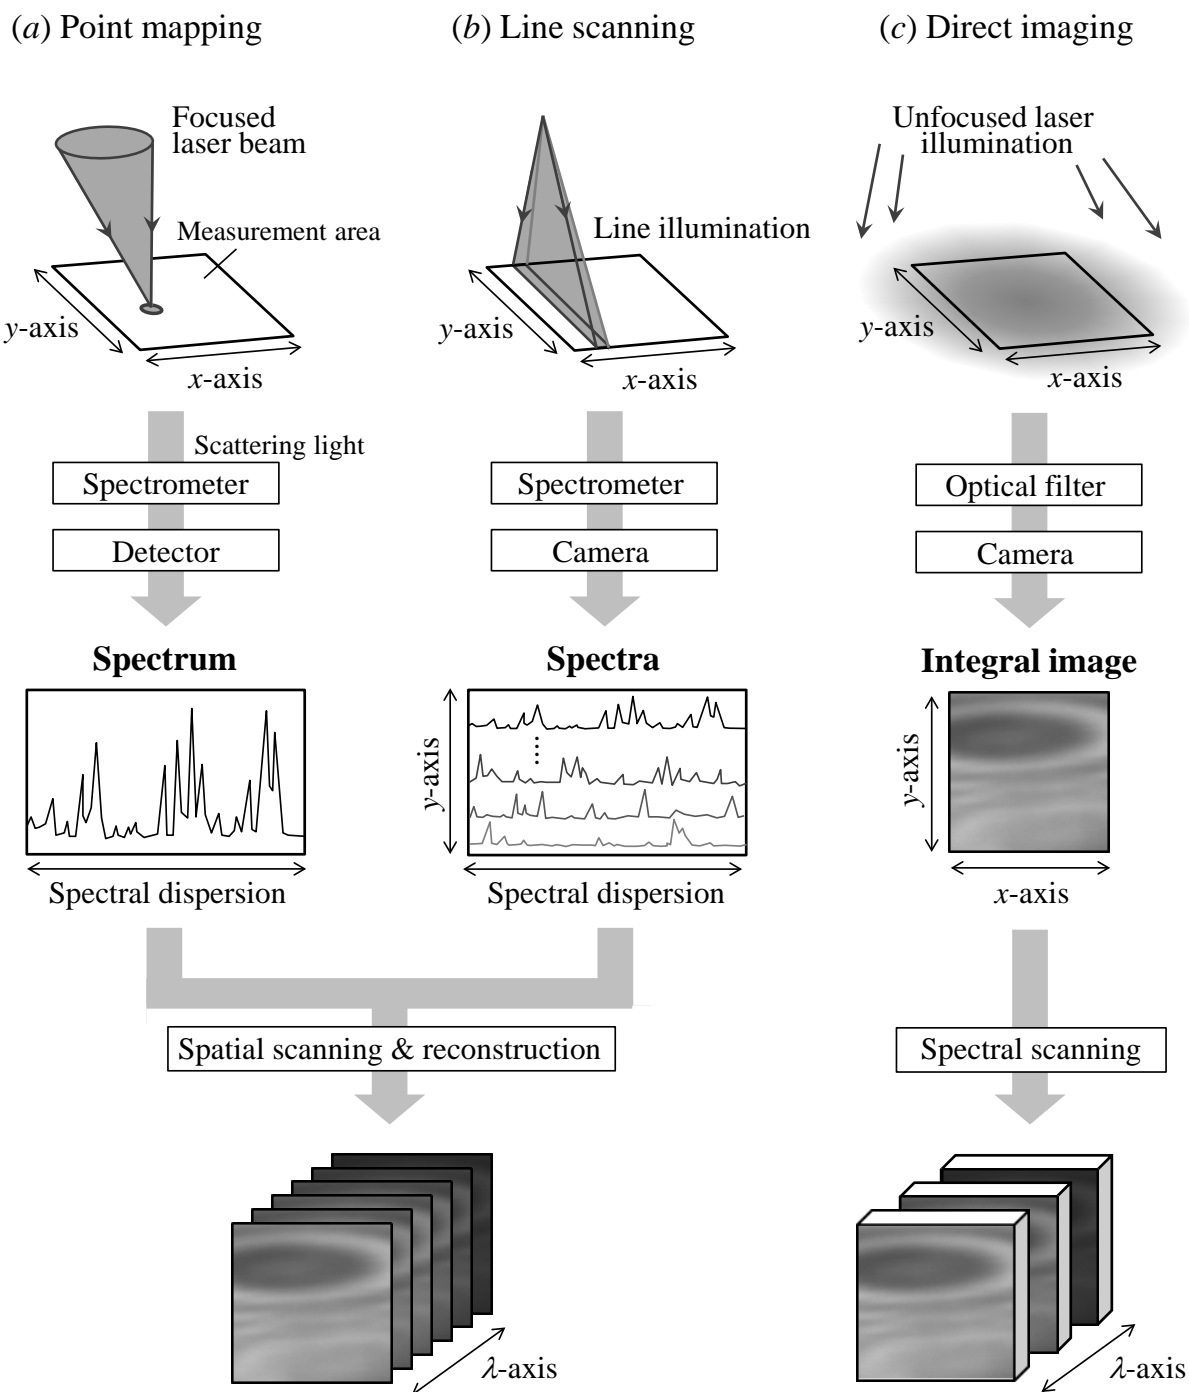 (a) Point mapping
Focused
laser beam
Measurement area
y-axis
x-axis
Scattering light
Spectrometer
Detector
Spectrum
Spectral dispersion
(b) Line scanning
Line illumination
x-axis
Spectrometer
Camera
Spectra
y-axis
Spectral dispersion
Spatial scanning & reconstruction
λ-axis
(c) Direct imaging
Unfocused laser
illumination
y-axis
x-axis
Optical filter
Camera
Integral image
y-axis
x-axis
Spectral scanning
λ-axis